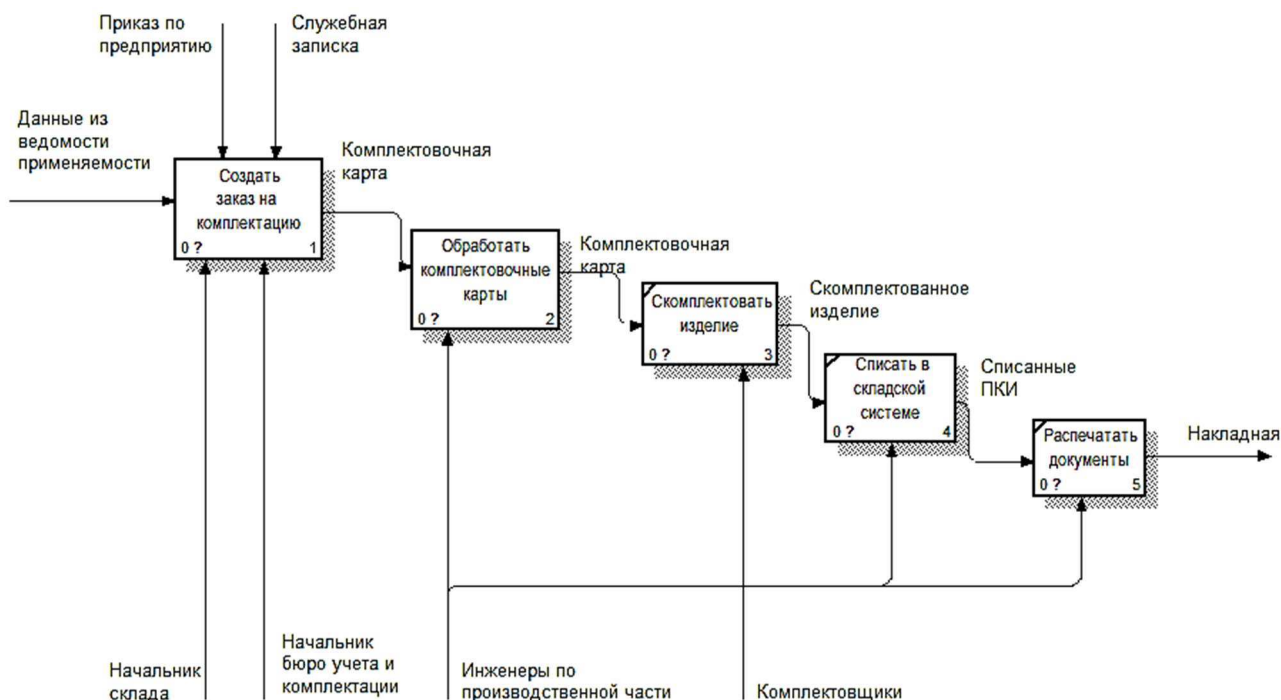 Приказ по
предприятию
Служебная
записка
Данные из
ведомости
применяемости
Создать
заказ на
комплектацию
0 ? 1
Комплектовочная
карта
Обработать
комплектовочные
карты
0 ? 2
Комплектовочная
карта
Скомплектовать
изделие
0 ? 3
Скомплектованное
изделие
Списать в
складской
системе
0 ? 4
Списанные
ПКИ
Распечатать
документы
0 ? 5
Накладная
Начальник
склада
Начальник
бюро учета и
комплектации
Инженеры по
производственной части
Комплектовщики